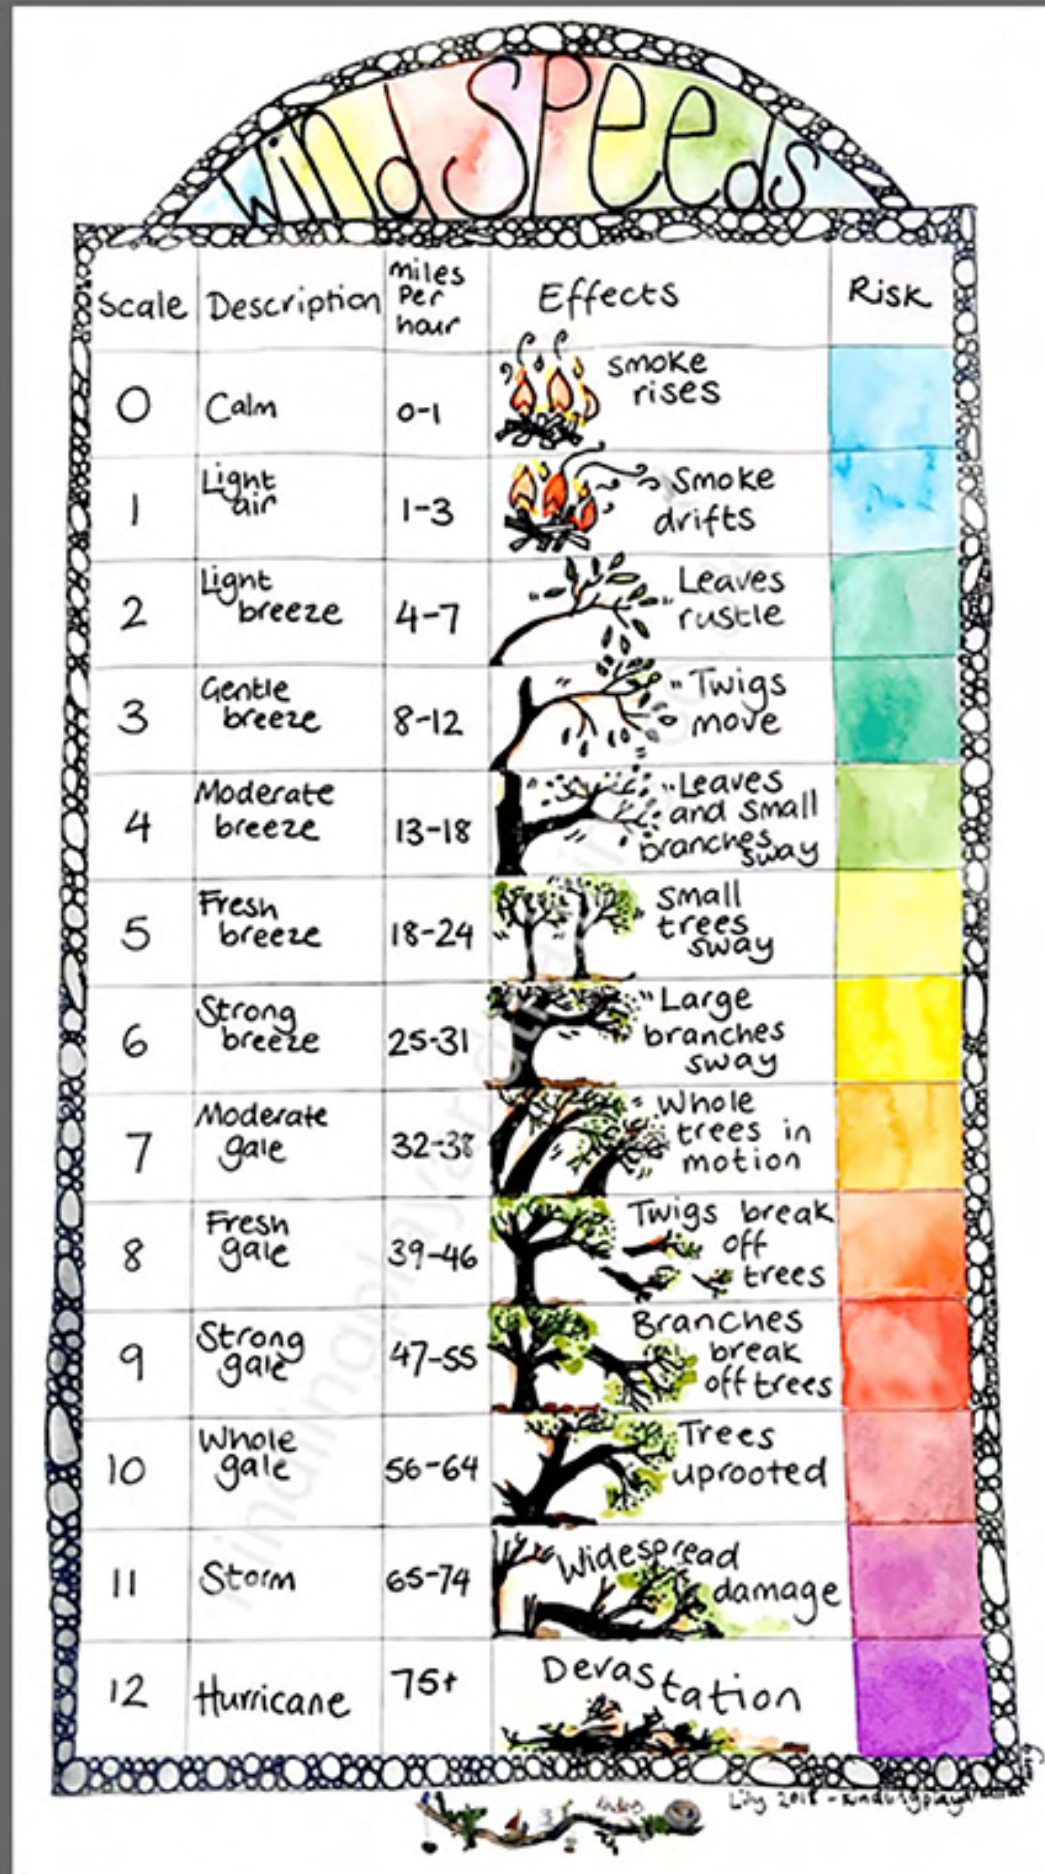 wind speeds
Scale Description miles Per hour Effects Risk
0 Calm 0-1 smoke rises
1 Light air 1-3 Smoke drifts
2 Light breeze 4-7 Leaves rustle
3 Gentle breeze 8-12 Twigs move
4 Moderate breeze 13-18 Leaves and small branches sway
5 Fresh breeze 18-24 Small trees sway
6 Strong breeze 25-31 Large branches sway
7 Moderate gale 32-38 Whole trees in motion
8 Fresh gale 39-46 Twigs break off trees
9 Strong gale 47-55 Branches break off trees
10 Whole gale 56-64 Trees uprooted
11 Storm 65-74 Widespread damage
12 Hurricane 75+ Devastation
Lily 2018 -